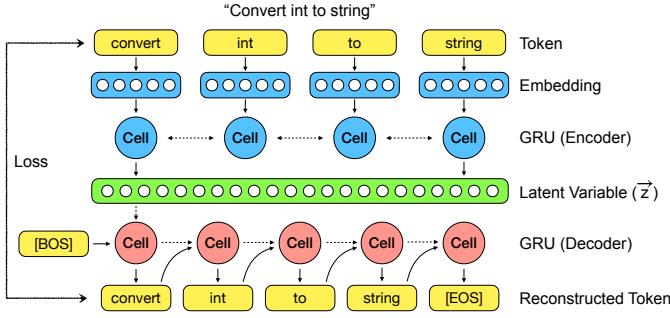 “Convert int to string”
convert int to string Token
Embedding
Cell Cell Cell Cell GRU (Encoder)
Loss
Latent Variable (z)
[BOS] Cell Cell Cell Cell Cell GRU (Decoder)
convert int to string [EOS] Reconstructed Token